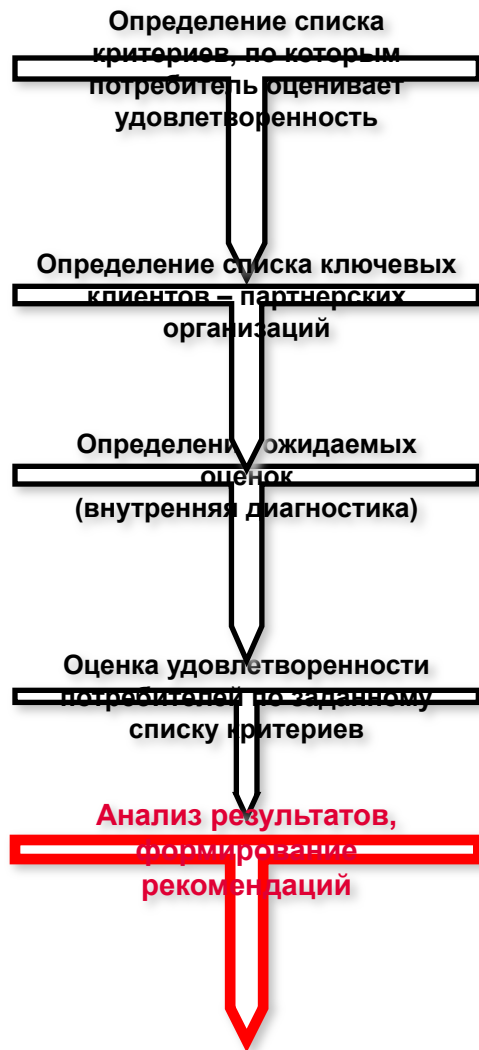 Определение списка
критериев, по которым
потребитель оценивает
удовлетворенность
Определение списка ключевых
клиентов – партнерских
организаций
Определение ожидаемых
оценок
(внутренняя диагностика)
Оценка удовлетворенности
потребителей по заданному
списку критериев
Анализ результатов,
формирование
рекомендаций